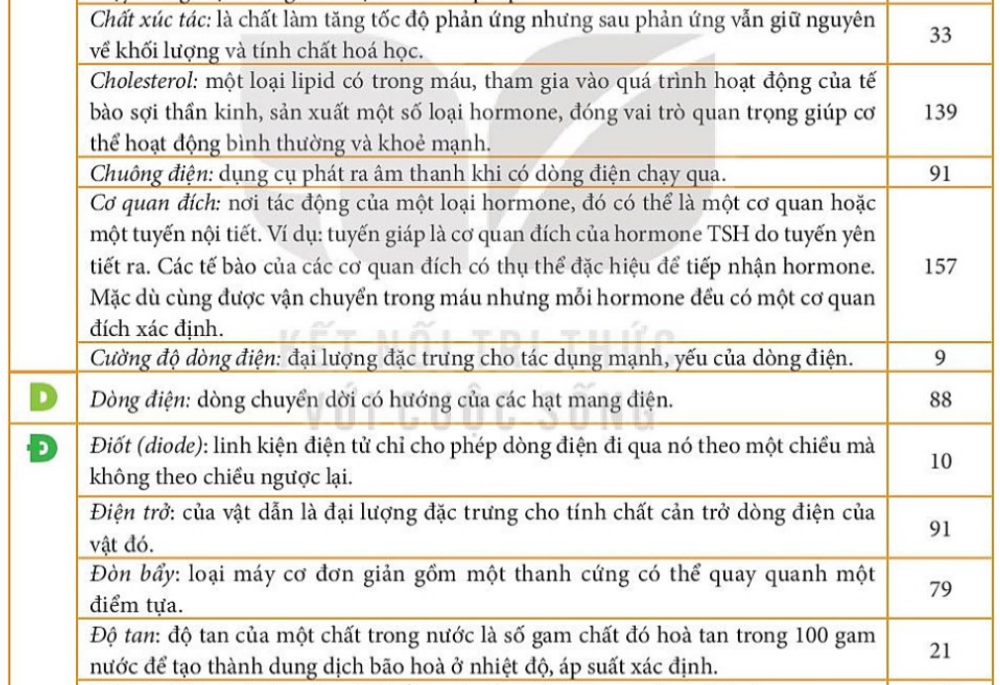 Chất xúc tác: là chất làm tăng tốc độ phản ứng nhưng sau phản ứng vẫn giữ nguyên
về khối lượng và tính chất hoá học.
33
Cholesterol: một loại lipid có trong máu, tham gia vào quá trình hoạt động của tế
bào sợi thần kinh, sản xuất một số loại hormone, đóng vai trò quan trọng giúp cơ
thể hoạt động bình thường và khoẻ mạnh.
139
Chuông điện: dụng cụ phát ra âm thanh khi có dòng điện chạy qua.
91
Cơ quan đích: nơi tác động của một loại hormone, đó có thể là một cơ quan hoặc
một tuyến nội tiết. Ví dụ: tuyến giáp là cơ quan đích của hormone TSH do tuyến yên
tiết ra. Các tế bào của các cơ quan đích có thụ thể đặc hiệu để tiếp nhận hormone.
Mặc dù cùng được vận chuyển trong máu nhưng mỗi hormone đều có một cơ quan
đích xác định.
157
KẾT NỐI TRI THỨC
Cường độ dòng điện: đại lượng đặc trưng cho tác dụng mạnh, yếu của dòng điện.
9
D
Dòng điện: dòng chuyển dời có hướng của các hạt mang điện.
88
VỚI CUỘC SỐNG
Đ
Điốt (diode): linh kiện điện tử chỉ cho phép dòng điện đi qua nó theo một chiều mà
không theo chiều ngược lại.
10
Điện trở: của vật dẫn là đại lượng đặc trưng cho tính chất cản trở dòng điện của
vật đó.
91
Đòn bẩy: loại máy cơ đơn giản gồm một thanh cứng có thể quay quanh một
điểm tựa.
79
Độ tan: độ tan của một chất trong nước là số gam chất đó hoà tan trong 100 gam
nước để tạo thành dung dịch bão hoà ở nhiệt độ, áp suất xác định.
21